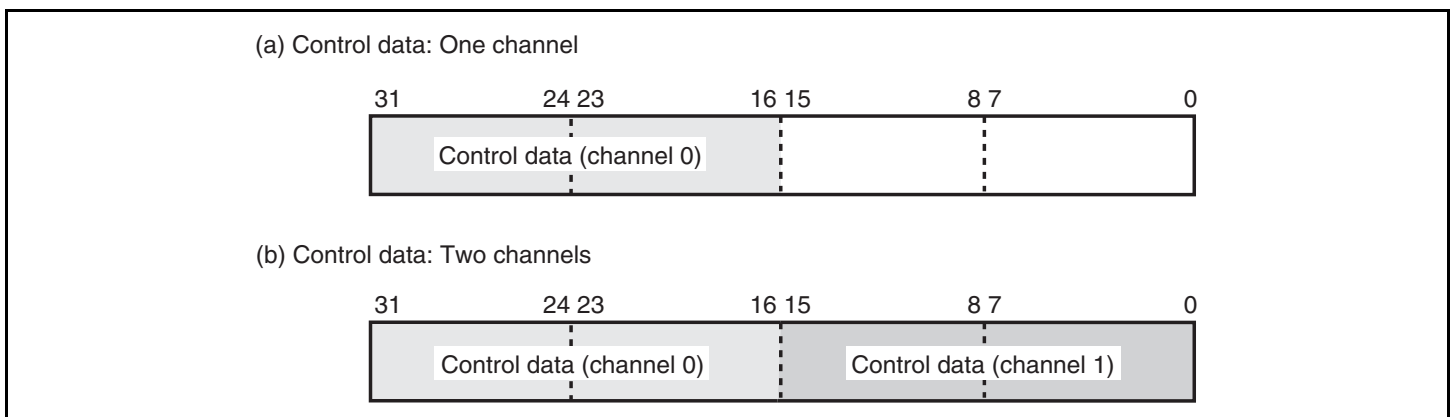 (a) Control data: One channel
31 24 23 16 15 8 7 0
Control data (channel 0)
(b) Control data: Two channels
31 24 23 16 15 8 7 0
Control data (channel 0) Control data (channel 1)